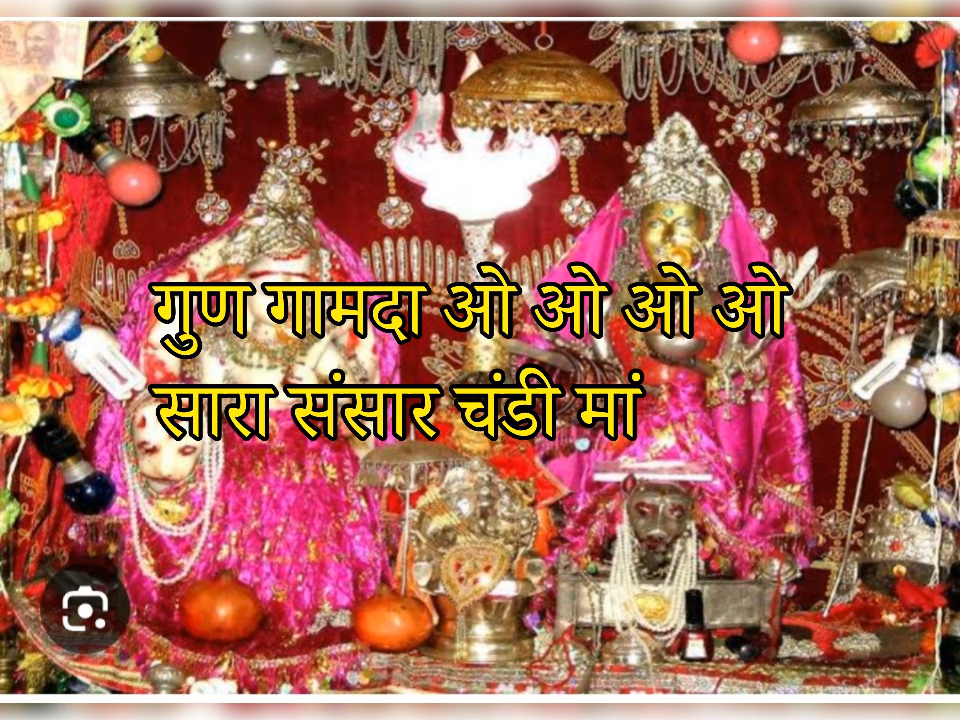 गुण गामदा ओ ओ ओ ओ
सारा संसार चंडी मां